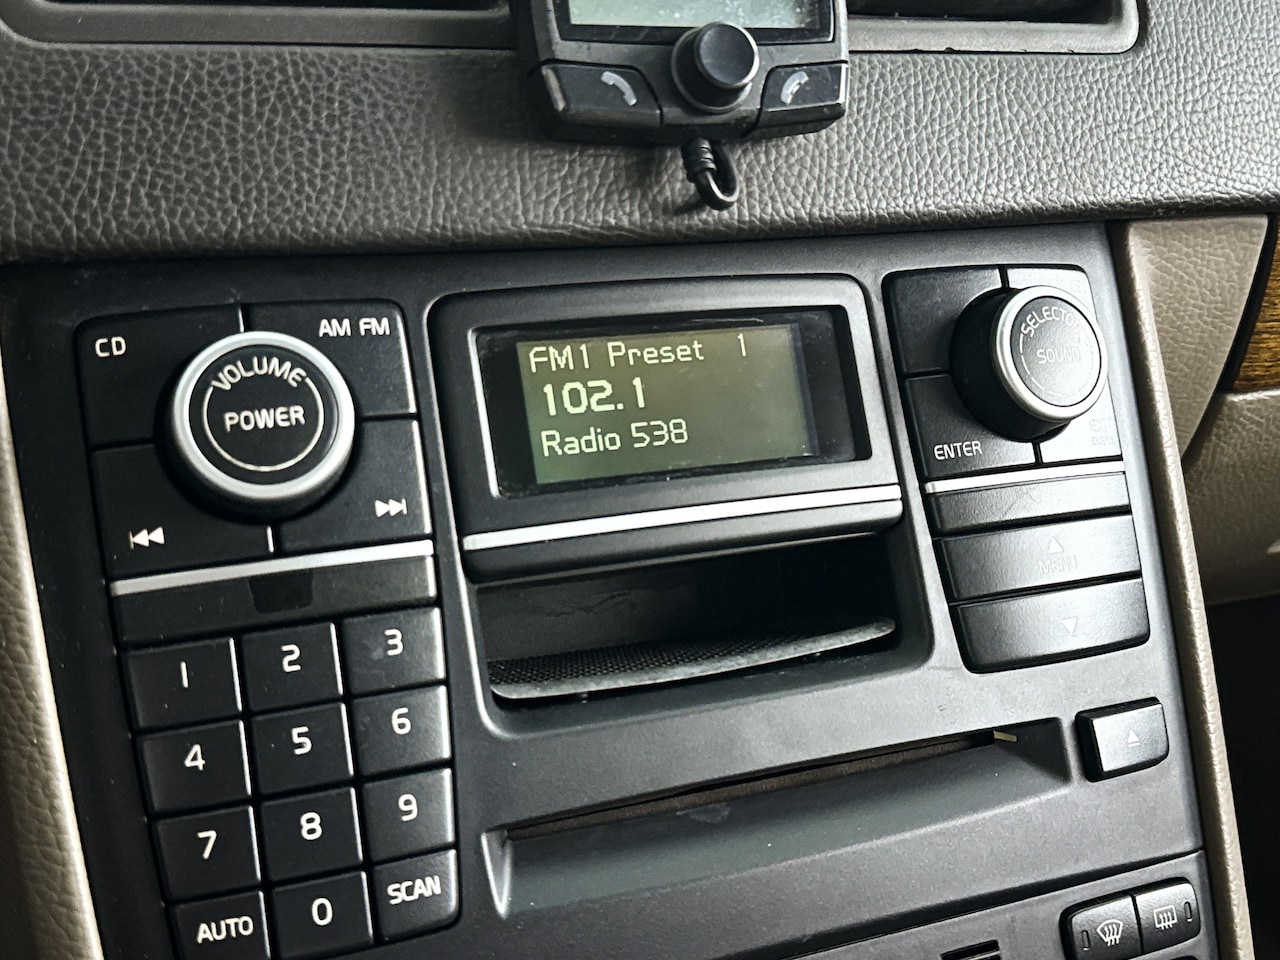 CD
AM FM
VOLUME
POWER
FM1 Preset 1
102.1
Radio 538
SELECTOR
SOUND
ENTER
MENU
1
2
3
4
5
6
7
8
9
AUTO
0
SCAN